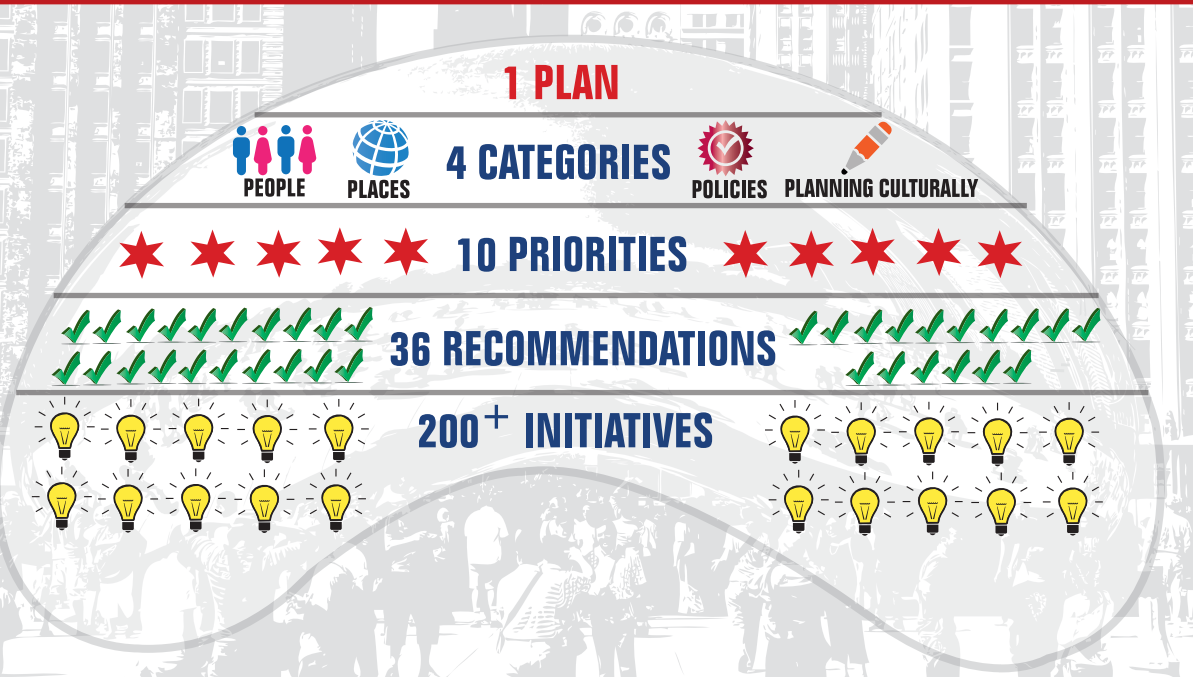 1 PLAN
4 CATEGORIES
PEOPLE
PLACES
POLICIES
PLANNING CULTURALLY
10 PRIORITIES
36 RECOMMENDATIONS
200+ INITIATIVES